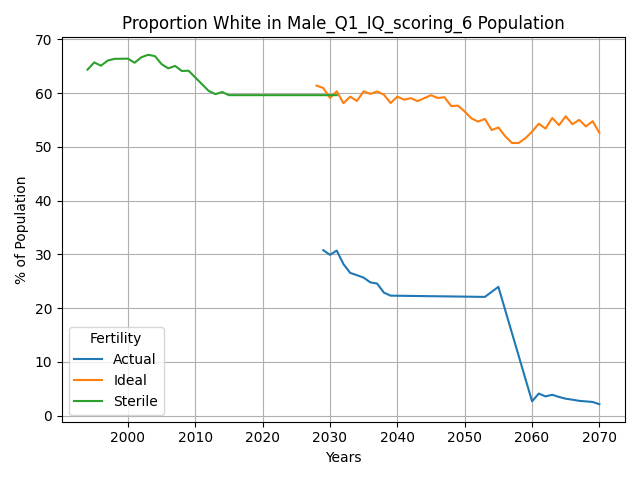 Proportion White in Male_Q1_IQ_scoring_6 Population
% of Population
70
60
50
40
30
20
10
0
Fertility
Actual
Ideal
Sterile
2000
2010
2020
2030
2040
2050
2060
2070
Years